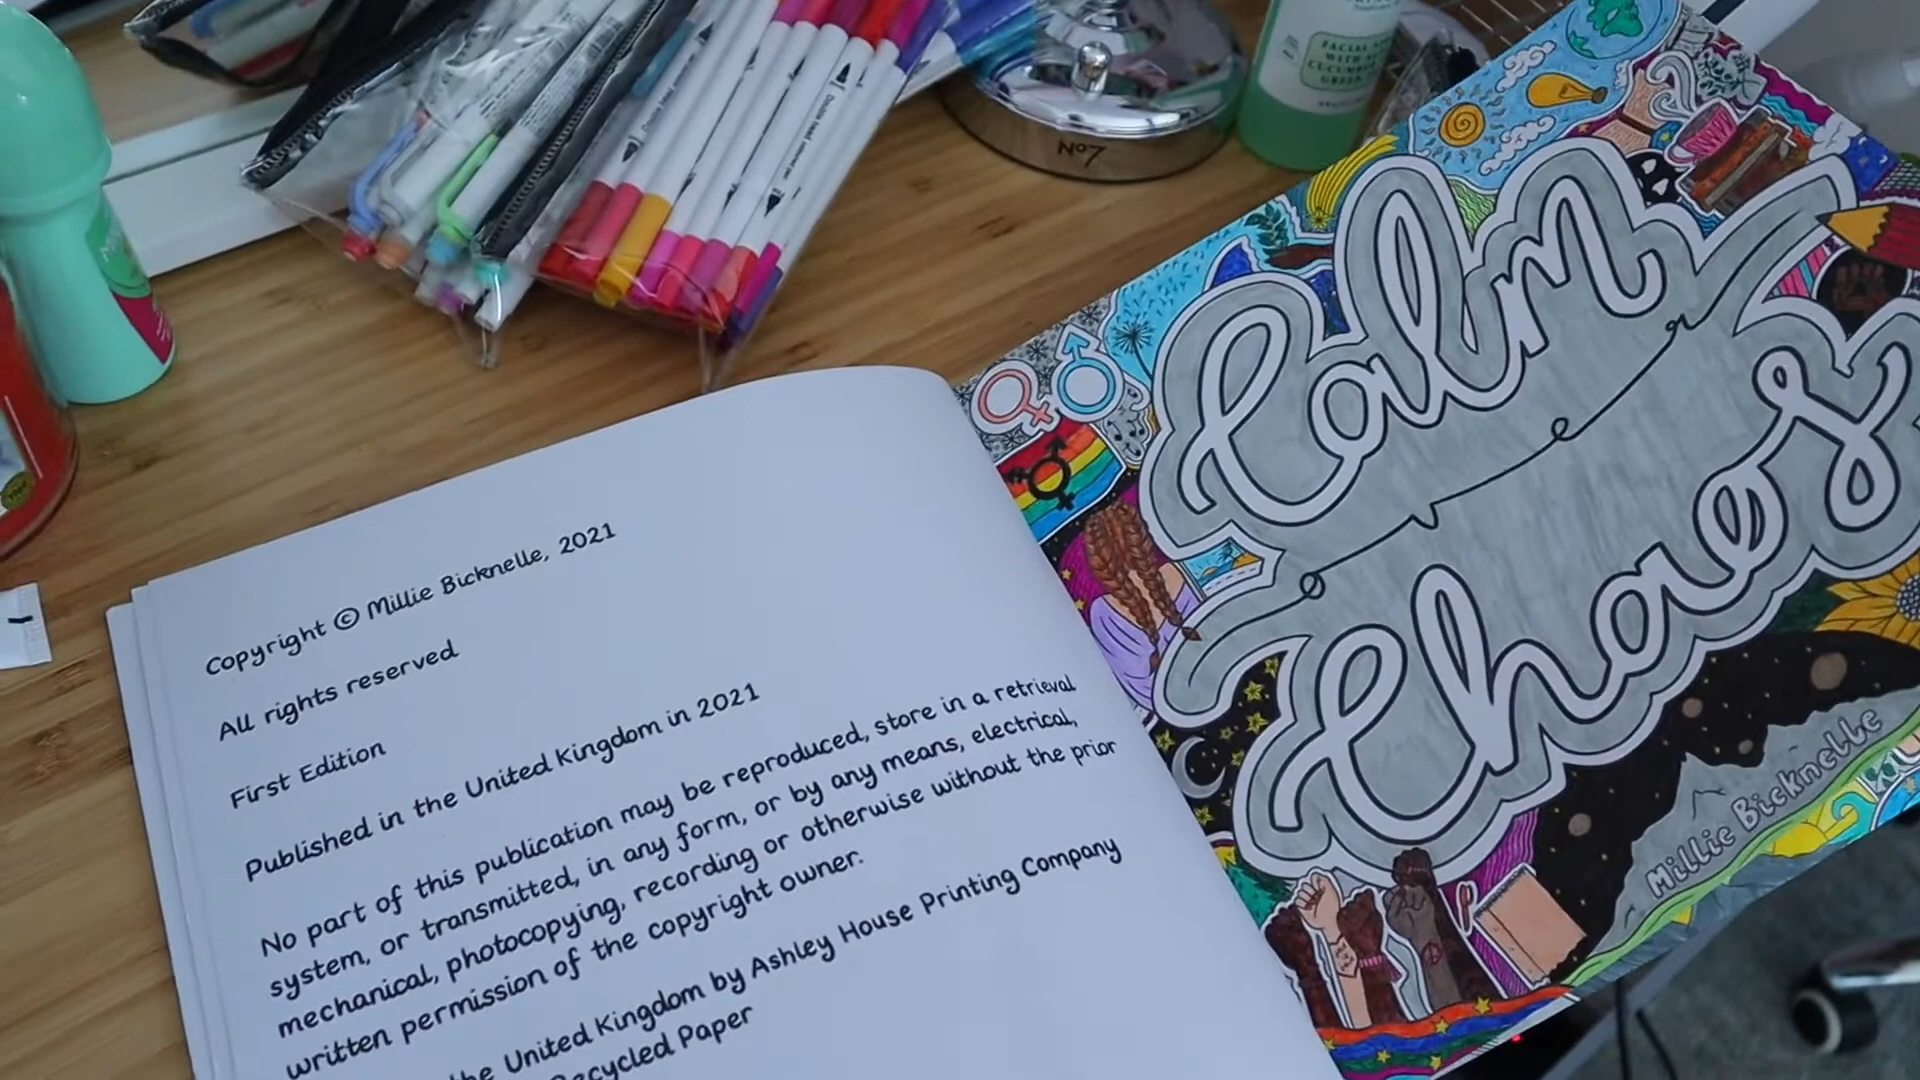 Copyright © Millie Bicknelle, 2021
All rights reserved
First Edition
Published in the United Kingdom in 2021
No part of this publication may be reproduced, store in a retrieval
system, or transmitted, in any form, or by any means, electrical,
mechanical, photocopying, recording or otherwise without the prior
written permission of the copyright owner.
the United Kingdom by Ashley House Printing Company
Recycled Paper
Calm
Chaos
Millie Bicknelle
No7
FACIAL
CUCUMBER
GREEN